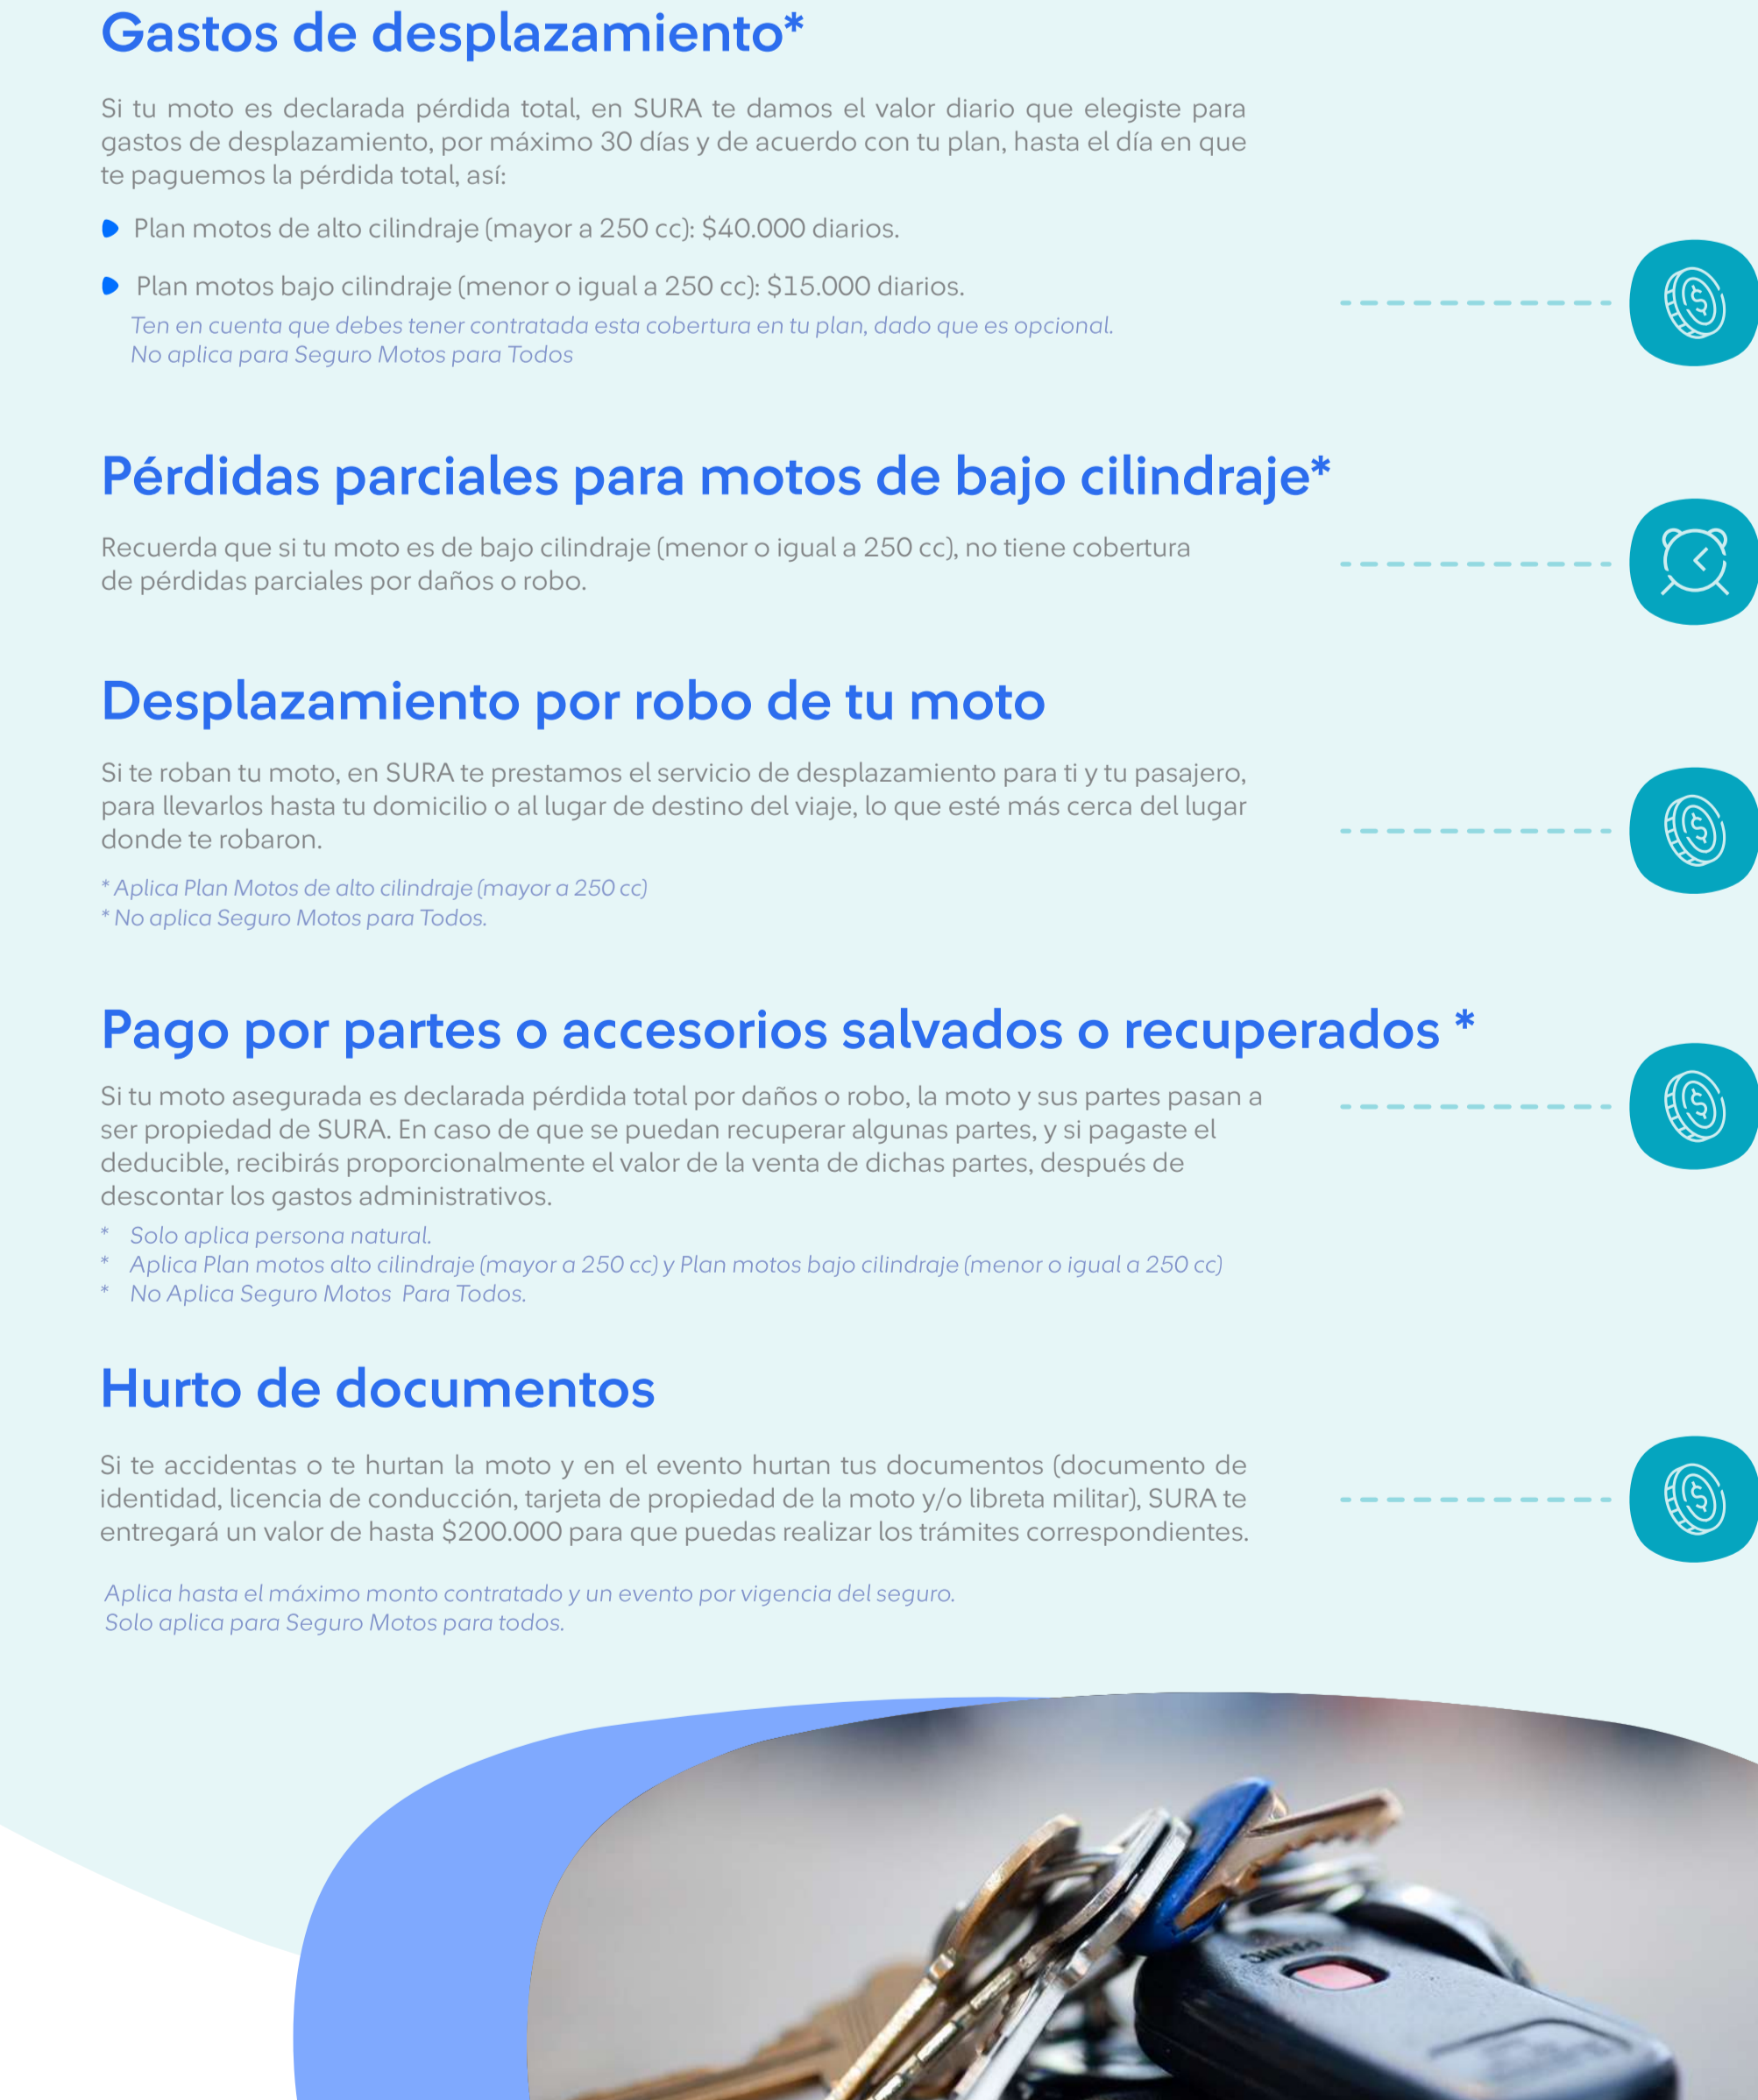 Gastos de desplazamiento*
Si tu moto es declarada pérdida total, en SURA te damos el valor diario que elegiste para
gastos de desplazamiento, por máximo 30 días y de acuerdo con tu plan, hasta el día en que
te paguemos la pérdida total, así:
Plan motos de alto cilindraje (mayor a 250 cc): $40.000 diarios.
Plan motos bajo cilindraje (menor o igual a 250 cc): $15.000 diarios.
Ten en cuenta que debes tener contratada esta cobertura en tu plan, dado que es opcional.
No aplica para Seguro Motos para Todos
Pérdidas parciales para motos de bajo cilindraje*
Recuerda que si tu moto es de bajo cilindraje (menor o igual a 250 cc), no tiene cobertura
de pérdidas parciales por daños o robo.
Desplazamiento por robo de tu moto
Si te roban tu moto, en SURA te prestamos el servicio de desplazamiento para ti y tu pasajero,
para llevarlos hasta tu domicilio o al lugar de destino del viaje, lo que esté más cerca del lugar
donde te robaron.
* Aplica Plan Motos de alto cilindraje (mayor a 250 cc)
* No aplica Seguro Motos para Todos.
Pago por partes o accesorios salvados o recuperados *
Si tu moto asegurada es declarada pérdida total por daños o robo, la moto y sus partes pasan a
ser propiedad de SURA. En caso de que se puedan recuperar algunas partes, y si pagaste el
deducible, recibirás proporcionalmente el valor de la venta de dichas partes, después de
descontar los gastos administrativos.
* Solo aplica persona natural.
* Aplica Plan motos alto cilindraje (mayor a 250 cc) y Plan motos bajo cilindraje (menor o igual a 250 cc)
* No Aplica Seguro Motos Para Todos.
Hurto de documentos
Si te accidentas o te hurtan la moto y en el evento hurtan tus documentos (documento de
identidad, licencia de conducción, tarjeta de propiedad de la moto y/o libreta militar), SURA te
entregará un valor de hasta $200.000 para que puedas realizar los trámites correspondientes.
Aplica hasta el máximo monto contratado y un evento por vigencia del seguro.
Solo aplica para Seguro Motos para todos.
PANIC